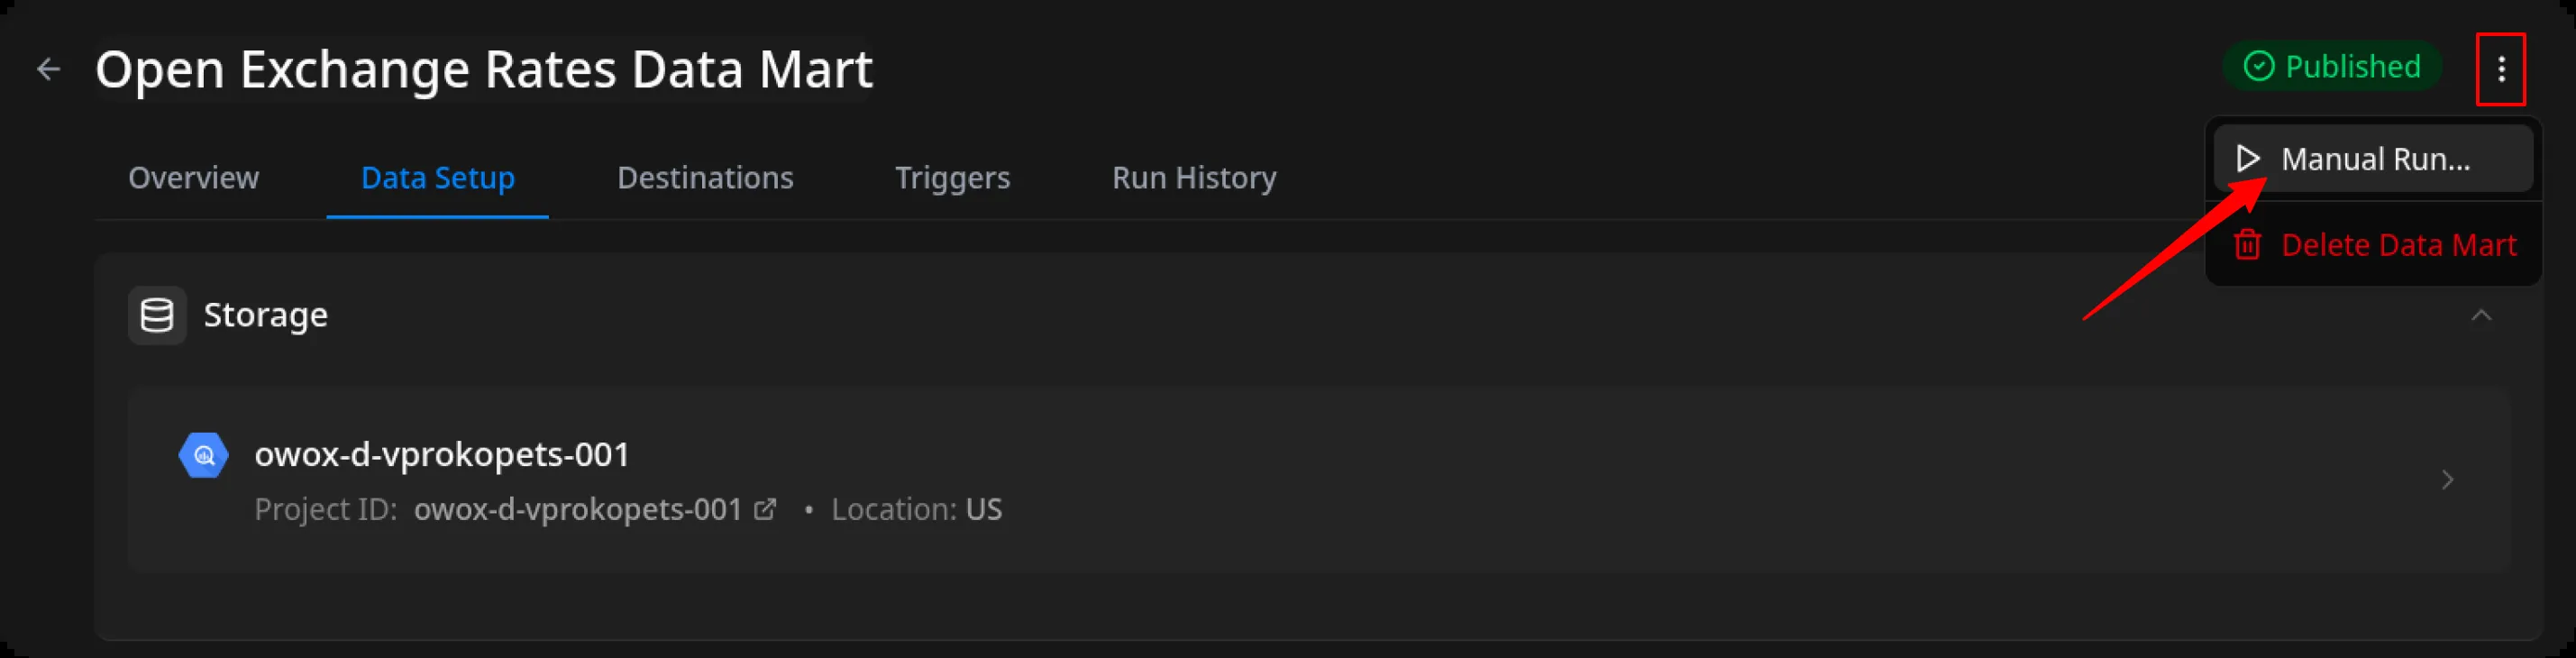 Open Exchange Rates Data Mart
Published
Manual Run...
Delete Data Mart
Overview
Data Setup
Destinations
Triggers
Run History
Storage
owox-d-vprokopets-001
Project ID: owox-d-vprokopets-001 • Location: US